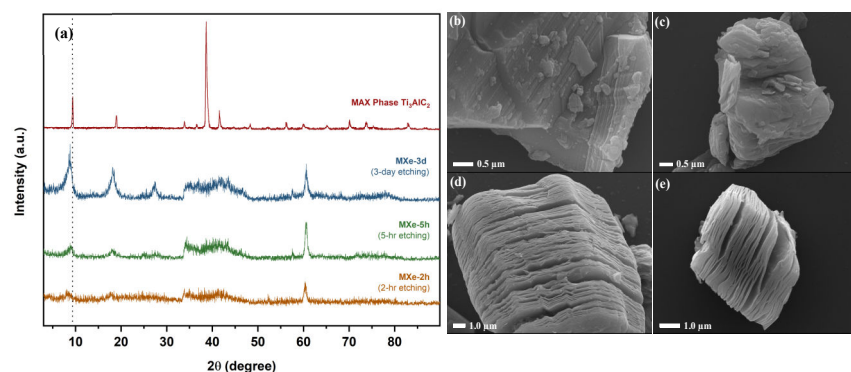 (a)
MAX Phase Ti₃AlC₂
MXe-3d
(3-day etching)
MXe-5h
(5-hr etching)
MXe-2h
(2-hr etching)
Intensity (a.u.)
10 20 30 40 50 60 70 80
2θ (degree)
(b)
0.5 µm
(c)
0.5 µm
(d)
1.0 µm
(e)
1.0 µm